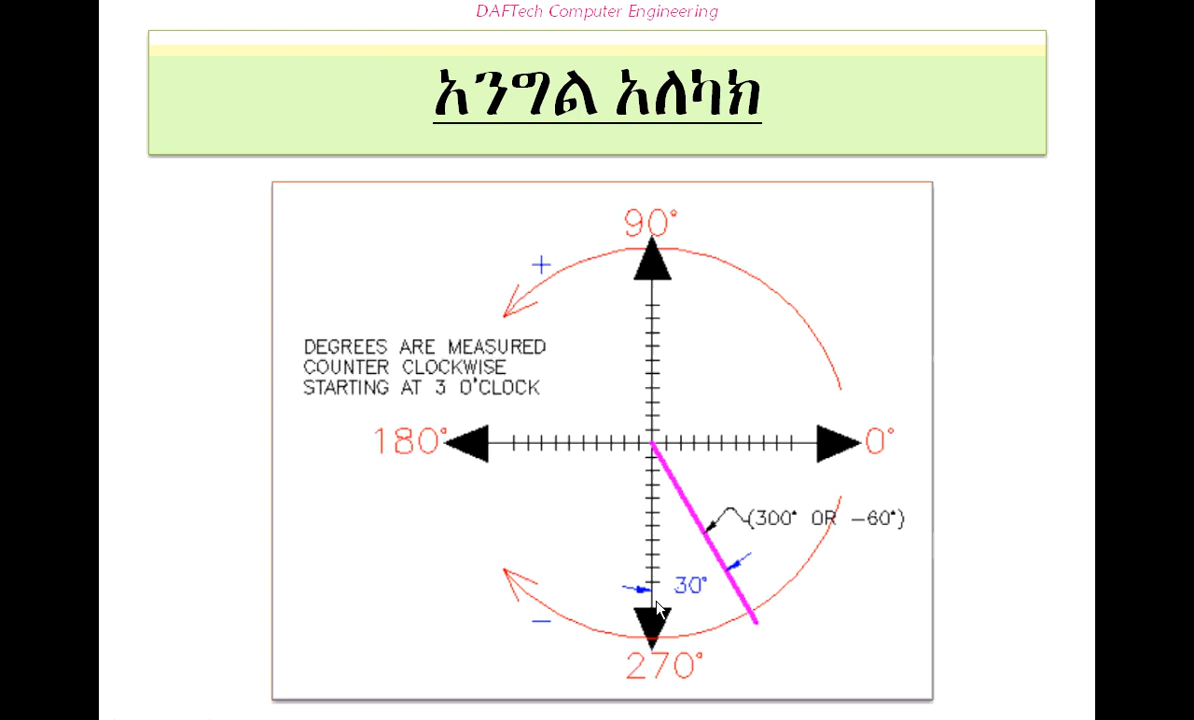 DAFTech Computer Engineering
አንግል አለካክ
90°
+
DEGREES ARE MEASURED
COUNTER CLOCKWISE
STARTING AT 3 O'CLOCK
180°
0°
(300° OR −60°)
30°
−
270°